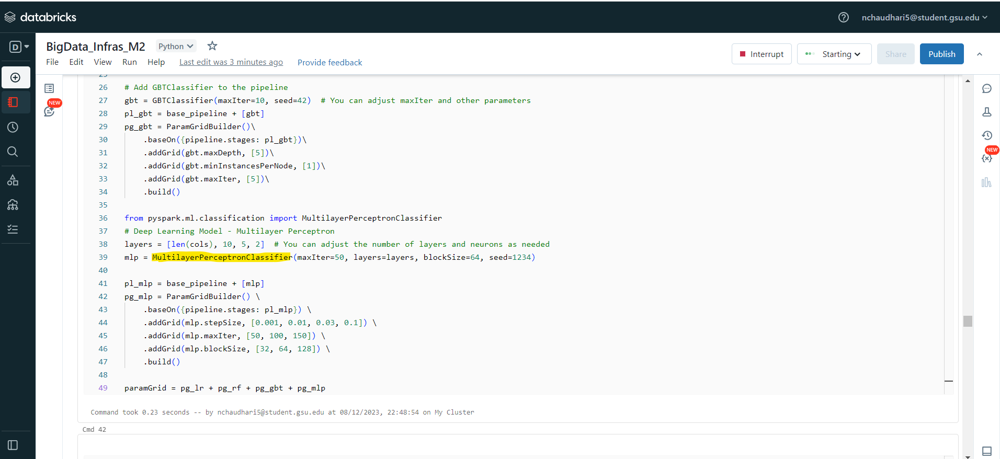 databricks
nchaudhari5@student.gsu.edu
D
BigData_Infras_M2 Python
File Edit View Run Help Last edit was 3 minutes ago Provide feedback
Interrupt Starting Share Publish
NEW
NEW
25
26 # Add GBTClassifier to the pipeline
27 gbt = GBTClassifier(maxIter=10, seed=42)  # You can adjust maxIter and other parameters
28 pl_gbt = base_pipeline + [gbt]
29 pg_gbt = ParamGridBuilder()\
30     .baseOn({pipeline.stages: pl_gbt})\
31     .addGrid(gbt.maxDepth, [5])\
32     .addGrid(gbt.minInstancesPerNode, [1])\
33     .addGrid(gbt.maxIter, [5])\
34     .build()
35
36 from pyspark.ml.classification import MultilayerPerceptronClassifier
37 # Deep Learning Model - Multilayer Perceptron
38 layers = [len(cols), 10, 5, 2]  # You can adjust the number of layers and neurons as needed
39 mlp = MultilayerPerceptronClassifier(maxIter=50, layers=layers, blockSize=64, seed=1234)
40
41 pl_mlp = base_pipeline + [mlp]
42 pg_mlp = ParamGridBuilder() \
43     .baseOn({pipeline.stages: pl_mlp}) \
44     .addGrid(mlp.stepSize, [0.001, 0.01, 0.03, 0.1]) \
45     .addGrid(mlp.maxIter, [50, 100, 150]) \
46     .addGrid(mlp.blockSize, [32, 64, 128]) \
47     .build()
48
49 paramGrid = pg_lr + pg_rf + pg_gbt + pg_mlp
Command took 0.23 seconds -- by nchaudhari5@student.gsu.edu at 08/12/2023, 22:48:54 on My Cluster
Cmd 42